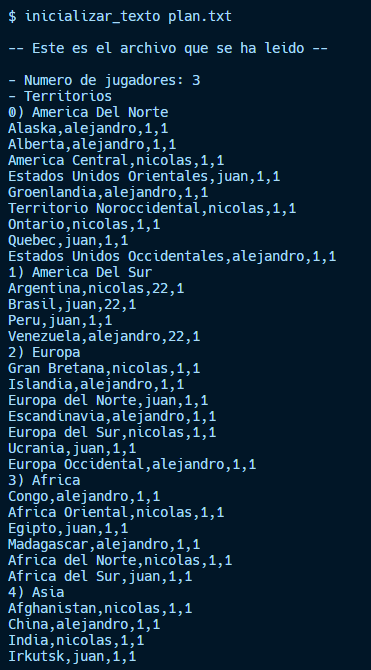 $ inicializar_texto plan.txt
-- Este es el archivo que se ha leido --
- Numero de jugadores: 3
- Territorios
0) America Del Norte
Alaska,alejandro,1,1
Alberta,alejandro,1,1
America Central,nicolas,1,1
Estados Unidos Orientales,juan,1,1
Groenlandia,alejandro,1,1
Territorio Noroccidental,nicolas,1,1
Ontario,nicolas,1,1
Quebec,juan,1,1
Estados Unidos Occidentales,alejandro,1,1
1) America Del Sur
Argentina,nicolas,22,1
Brasil,juan,22,1
Peru,juan,1,1
Venezuela,alejandro,22,1
2) Europa
Gran Bretana,nicolas,1,1
Islandia,alejandro,1,1
Europa del Norte,juan,1,1
Escandinavia,alejandro,1,1
Europa del Sur,nicolas,1,1
Ucrania,juan,1,1
Europa Occidental,alejandro,1,1
3) Africa
Congo,alejandro,1,1
Africa Oriental,nicolas,1,1
Egipto,juan,1,1
Madagascar,alejandro,1,1
Africa del Norte,nicolas,1,1
Africa del Sur,juan,1,1
4) Asia
Afghanistan,nicolas,1,1
China,alejandro,1,1
India,nicolas,1,1
Irkutsk,juan,1,1